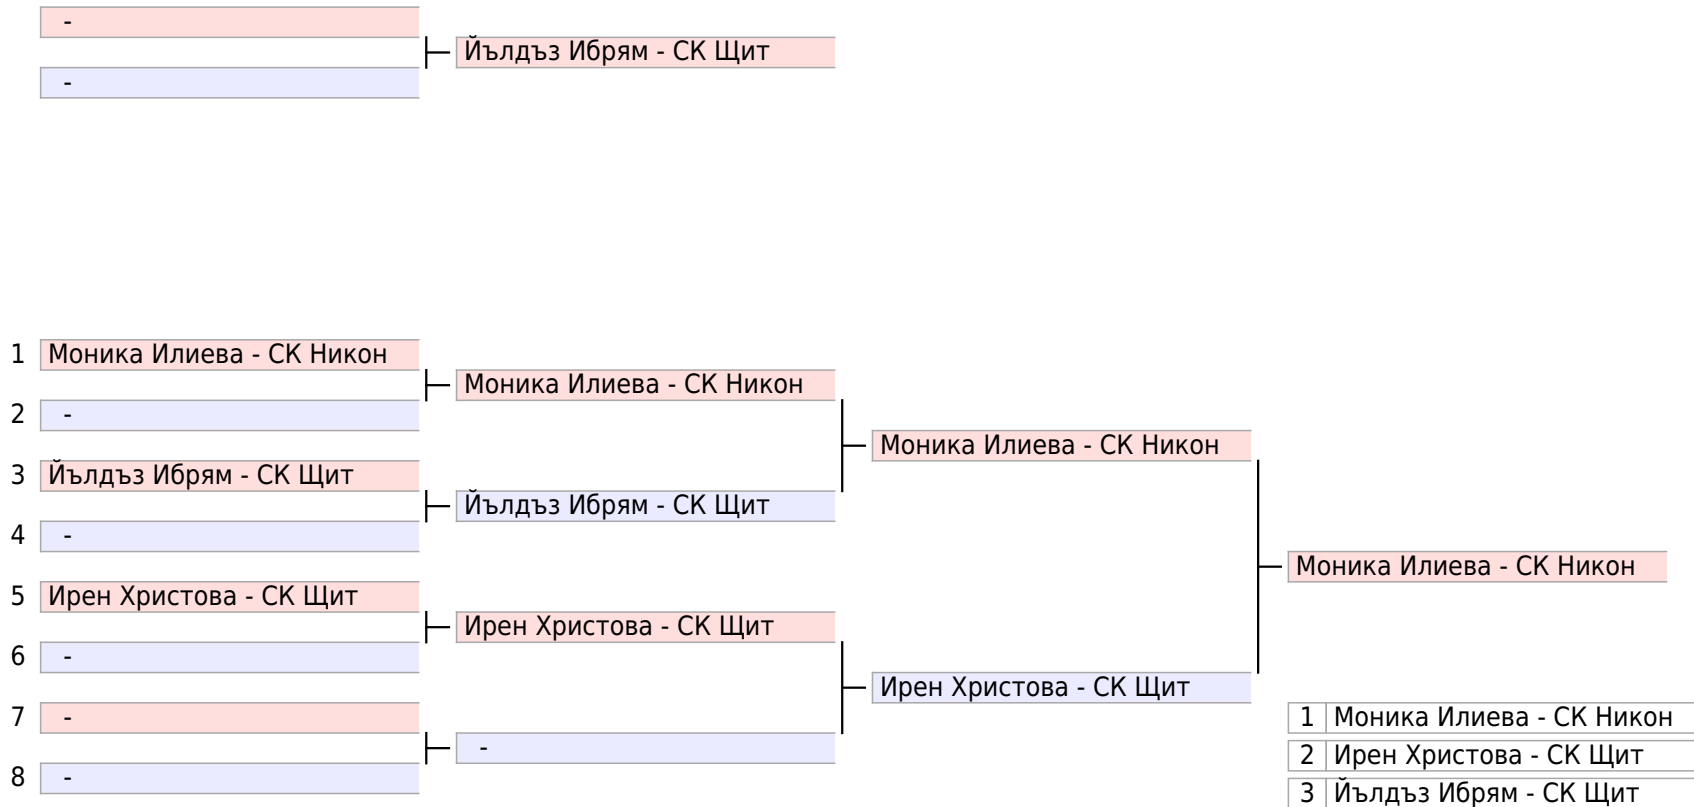 -
Йълдъз Ибрям - СК Щит
-
1 Моника Илиева - СК Никон
Моника Илиева - СК Никон
2 -
Моника Илиева - СК Никон
3 Йълдъз Ибрям - СК Щит
Йълдъз Ибрям - СК Щит
4 -
Моника Илиева - СК Никон
5 Ирен Христова - СК Щит
Ирен Христова - СК Щит
6 -
Ирен Христова - СК Щит
7 -
-
8 -
1 Моника Илиева - СК Никон
2 Ирен Христова - СК Щит
3 Йълдъз Ибрям - СК Щит